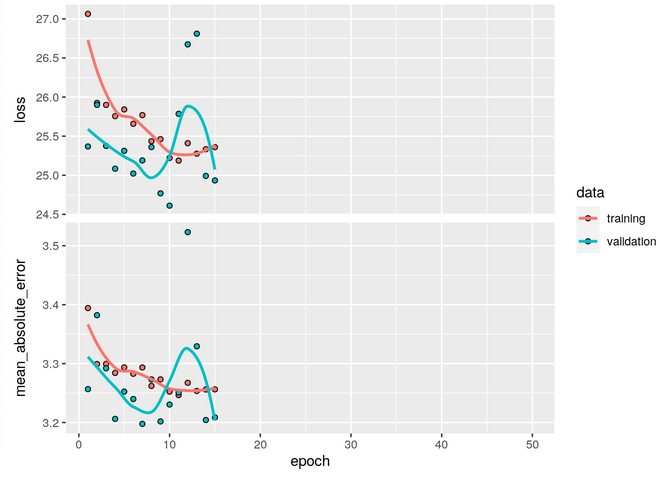 loss
27.0
26.5
26.0
25.5
25.0
24.5
mean_absolute_error
3.5
3.4
3.3
3.2
0 10 20 30 40 50
epoch
data
training
validation